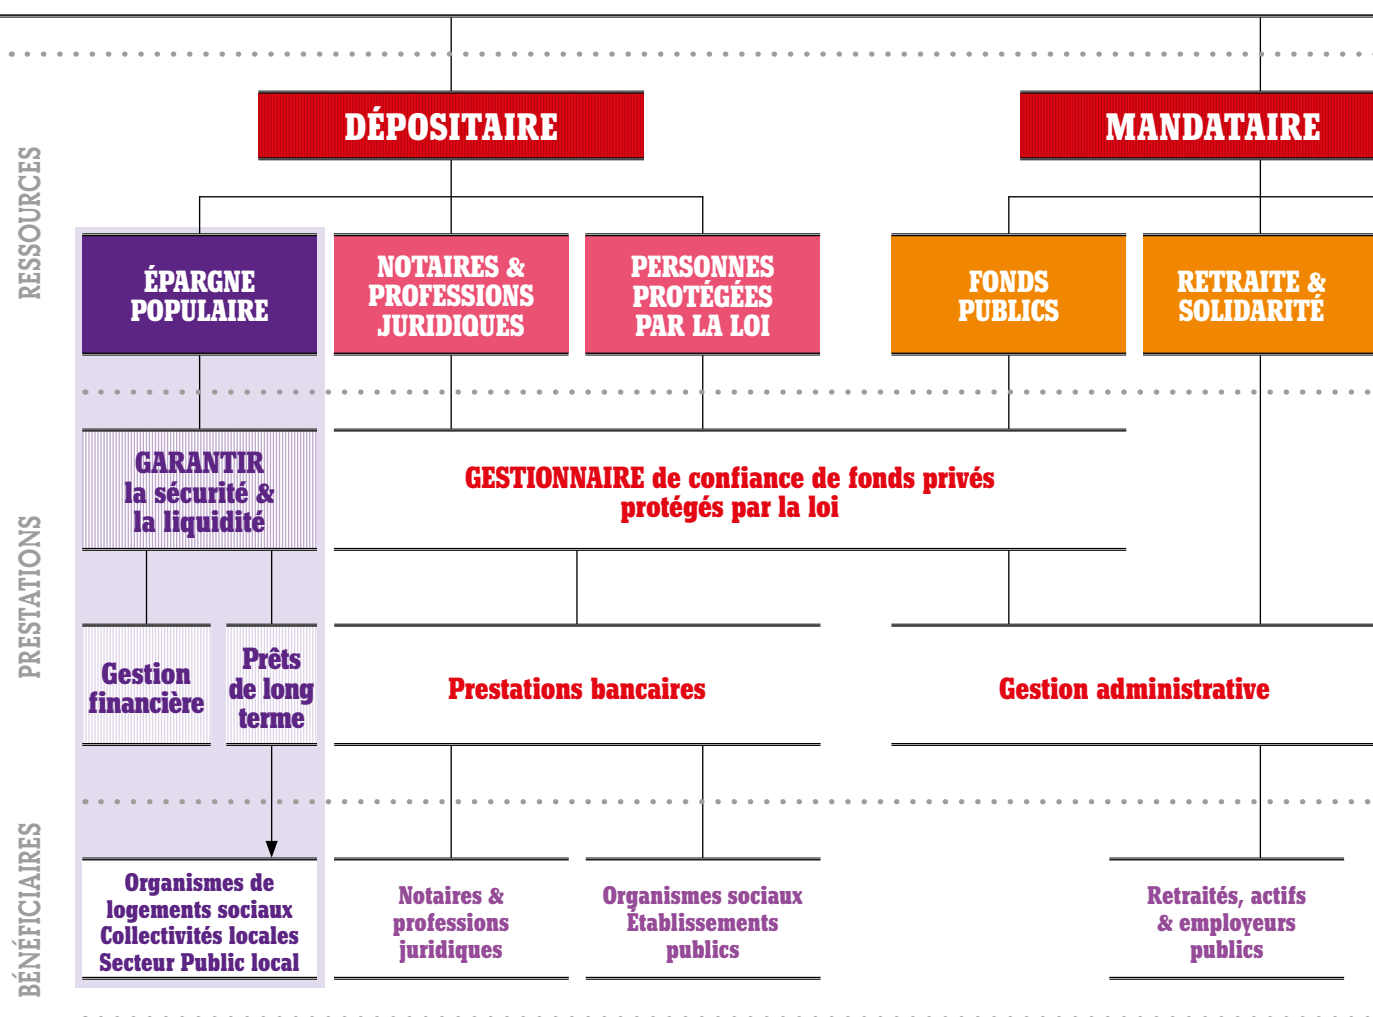 RESSOURCES
DÉPOSITAIRE
MANDATAIRE
ÉPARGNE
POPULAIRE
NOTAIRES &
PROFESSIONS
JURIDIQUES
PERSONNES
PROTÉGÉES
PAR LA LOI
FONDS
PUBLICS
RETRAITE &
SOLIDARITÉ
PRESTATIONS
GARANTIR
la sécurité &
la liquidité
GESTIONNAIRE de confiance de fonds privés
protégés par la loi
Gestion
financière
Prêts
de long
terme
Prestations bancaires
Gestion administrative
BÉNÉFICIAIRES
Organismes de
logements sociaux
Collectivités locales
Secteur Public local
Notaires &
professions
juridiques
Organismes sociaux
Établissements
publics
Retraités, actifs
& employeurs
publics